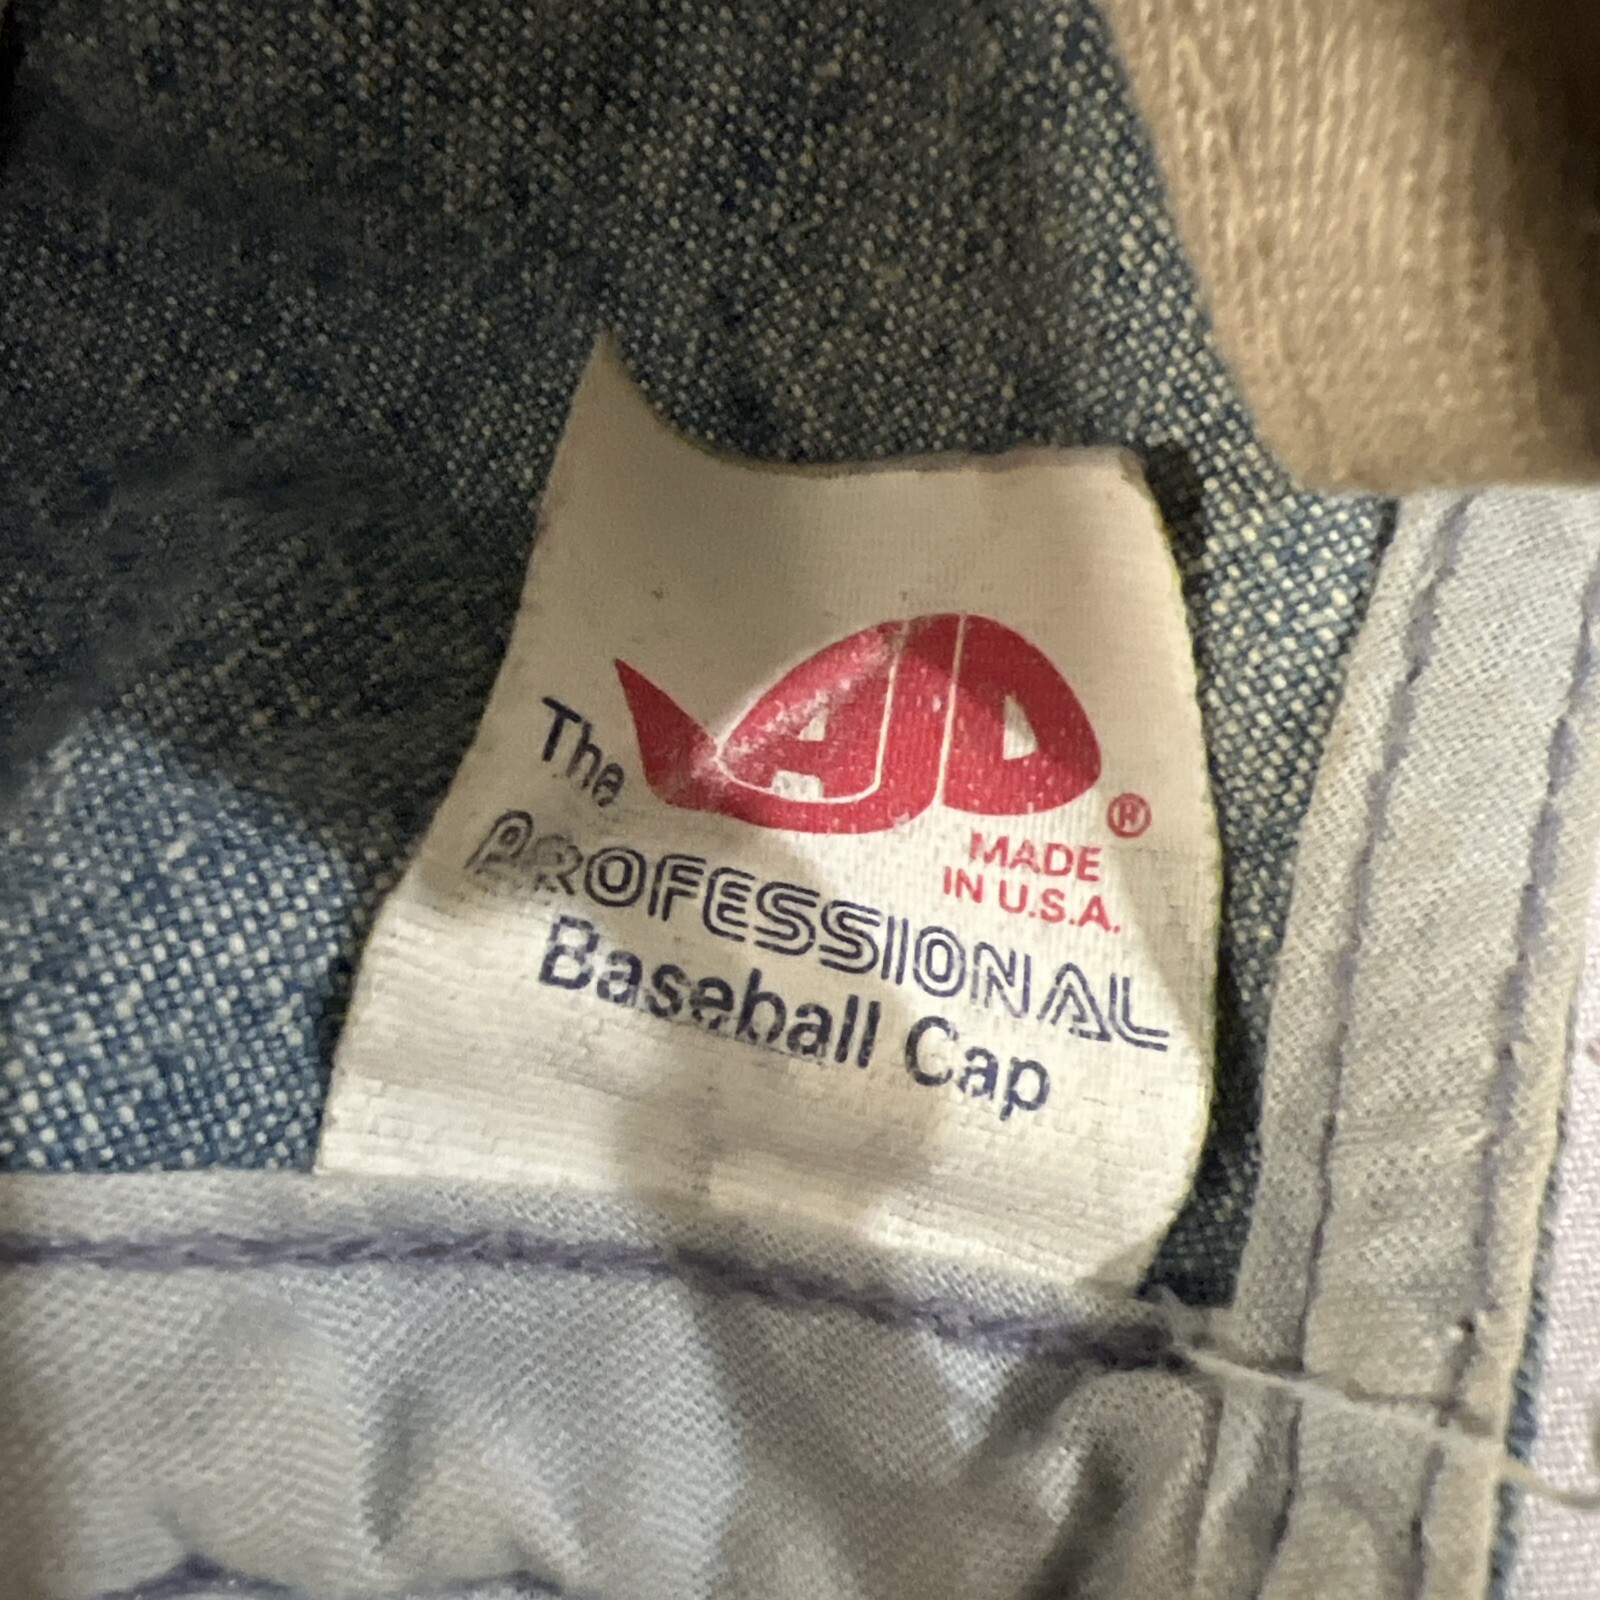 AJD®
MADE
IN U.S.A.
The
PROFESSIONAL
Baseball Cap